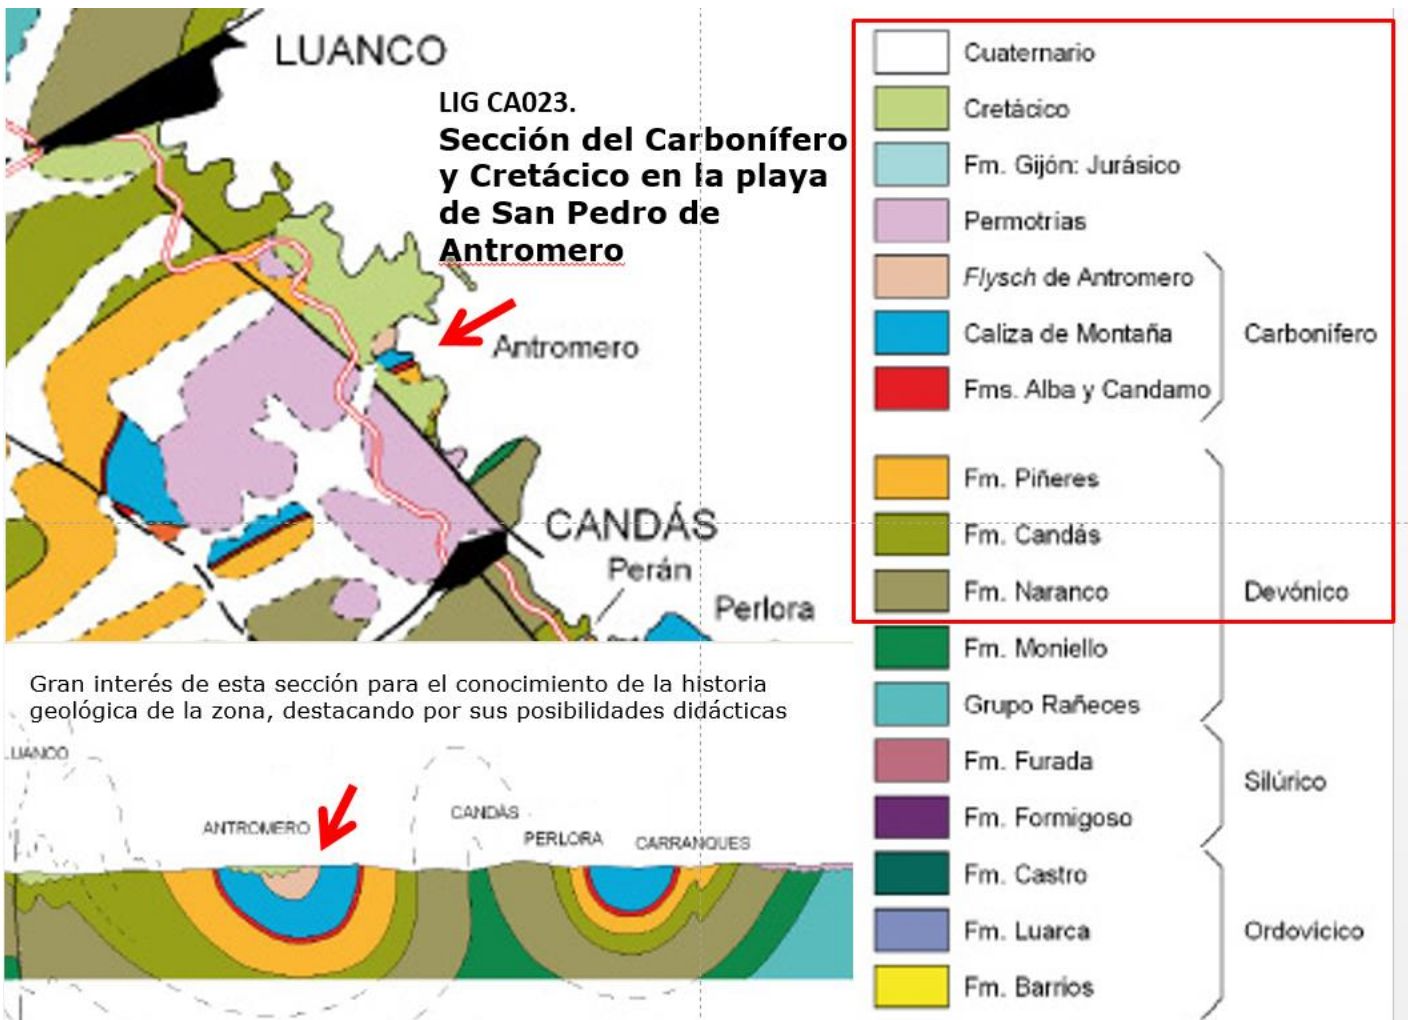 LUANCO
LIG CA023.
Sección del Carbonífero
y Cretácico en la playa
de San Pedro de
Antromero
Antromero
CANDÁS
Perán
Perlora
Gran interés de esta sección para el conocimiento de la historia
geológica de la zona, destacando por sus posibilidades didácticas
LUANCO
ANTROMERO
CANDÁS
PERLORA
CARRANQUES
Cuaternario
Cretácico
Fm. Gijón: Jurásico
Permotrias
Flysch de Antromero
Caliza de Montaña
Fms. Alba y Candamo
Carbonífero
Fm. Piñeres
Fm. Candás
Fm. Naranco
Fm. Moniello
Grupo Rañeces
Devónico
Fm. Furada
Fm. Formigoso
Silúrico
Fm. Castro
Fm. Luarca
Fm. Barrios
Ordovícico